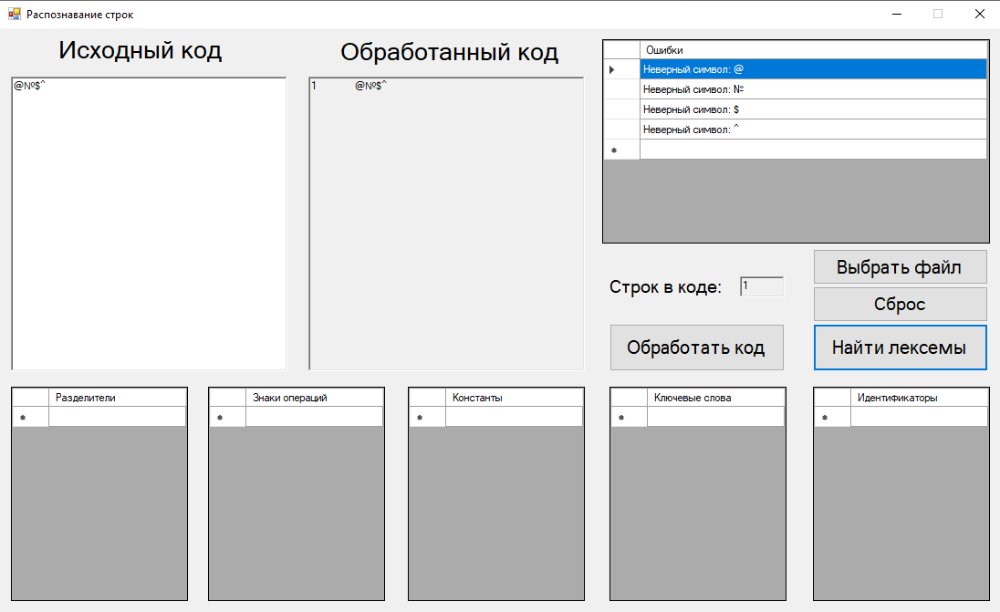 Распознавание строк
Исходный код
@№$^
Обработанный код
1 @№$^
Ошибки
Неверный символ: @
Неверный символ: №
Неверный символ: $
Неверный символ: ^
Строк в коде: 1
Выбрать файл
Сброс
Обработать код
Найти лексемы
Разделители
Знаки операций
Константы
Ключевые слова
Идентификаторы